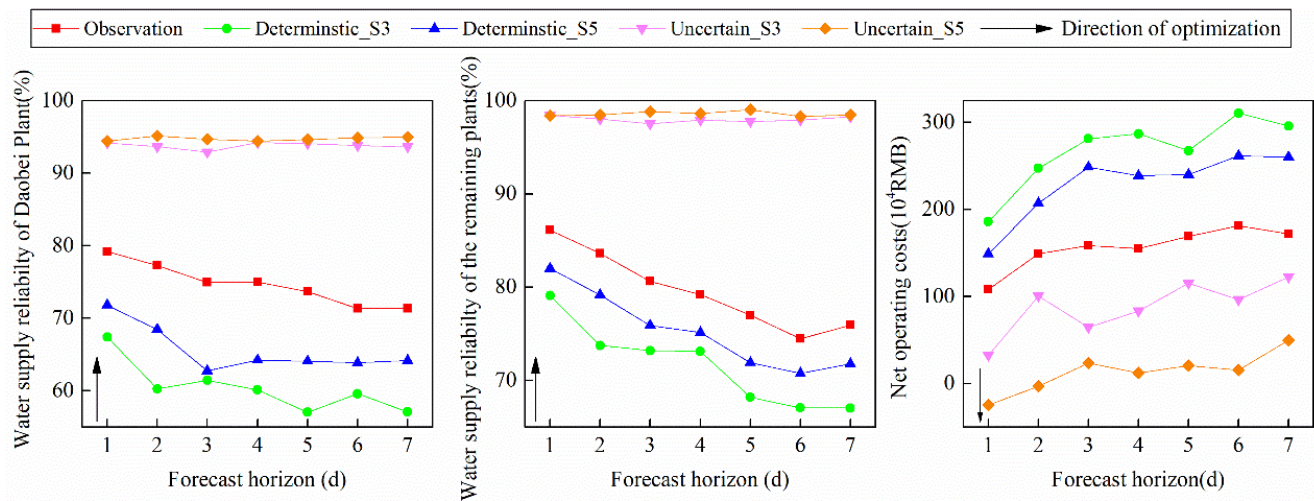 Observation Determinstic_S3 Determinstic_S5 Uncertain_S3 Uncertain_S5 Direction of optimization
Water supply reliabilty of Daobei Plant(%)
100
90
80
70
60
1 2 3 4 5 6 7
Forecast horizon (d)
Water supply reliabilty of the remaining plants(%)
100
90
80
70
1 2 3 4 5 6 7
Forecast horizon (d)
Net operating costs(10⁴RMB)
300
200
100
0
1 2 3 4 5 6 7
Forecast horizon(d)